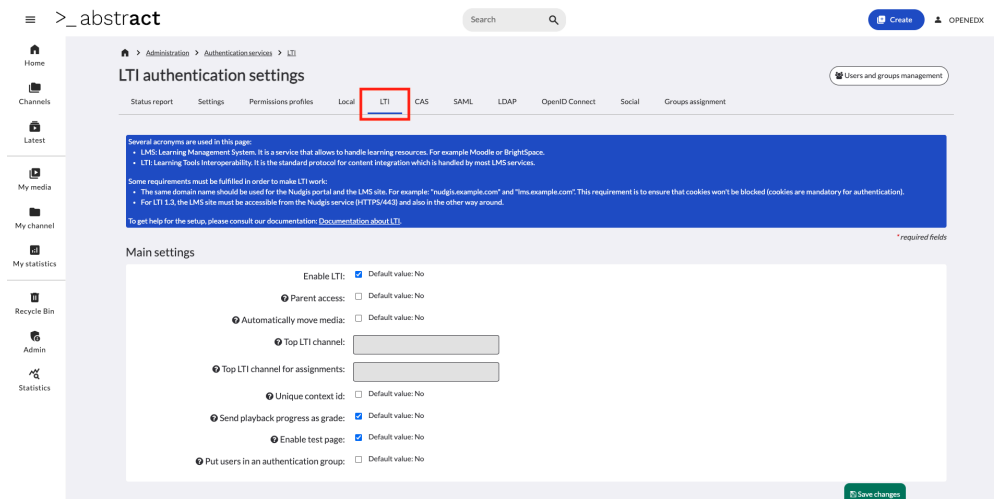 >_ abstract
Search
Create
OPENEDX
Home
Channels
Latest
My media
My channel
My statistics
Recycle Bin
Admin
Statistics
> Administration > Authentication services > LTI
LTI authentication settings
Users and groups management
Status report Settings Permissions profiles Local LTI CAS SAML LDAP OpenID Connect Social Groups assignment
Several acronyms are used in this page:
• LMS: Learning Management System. It is a service that allows to handle learning resources. For example Moodle or BrightSpace.
• LTI: Learning Tools Interoperability. It is the standard protocol for content integration which is handled by most LMS services.
Some requirements must be fulfilled in order to make LTI work:
• The same domain name should be used for the Nudgis portal and the LMS site. For example: "nudgis.example.com" and "lms.example.com". This requirement is to ensure that cookies won't be blocked (cookies are mandatory for authentication).
• For LTI 1.3, the LMS site must be accessible from the Nudgis service (HTTPS/443) and also in the other way around.
To get help for the setup, please consult our documentation: Documentation about LTI.
* required fields
Main settings
Enable LTI: Default value: No
Parent access: Default value: No
Automatically move media: Default value: No
Top LTI channel:
Top LTI channel for assignments:
Unique context id: Default value: No
Send playback progress as grade: Default value: No
Enable test page: Default value: No
Put users in an authentication group: Default value: No
Save changes